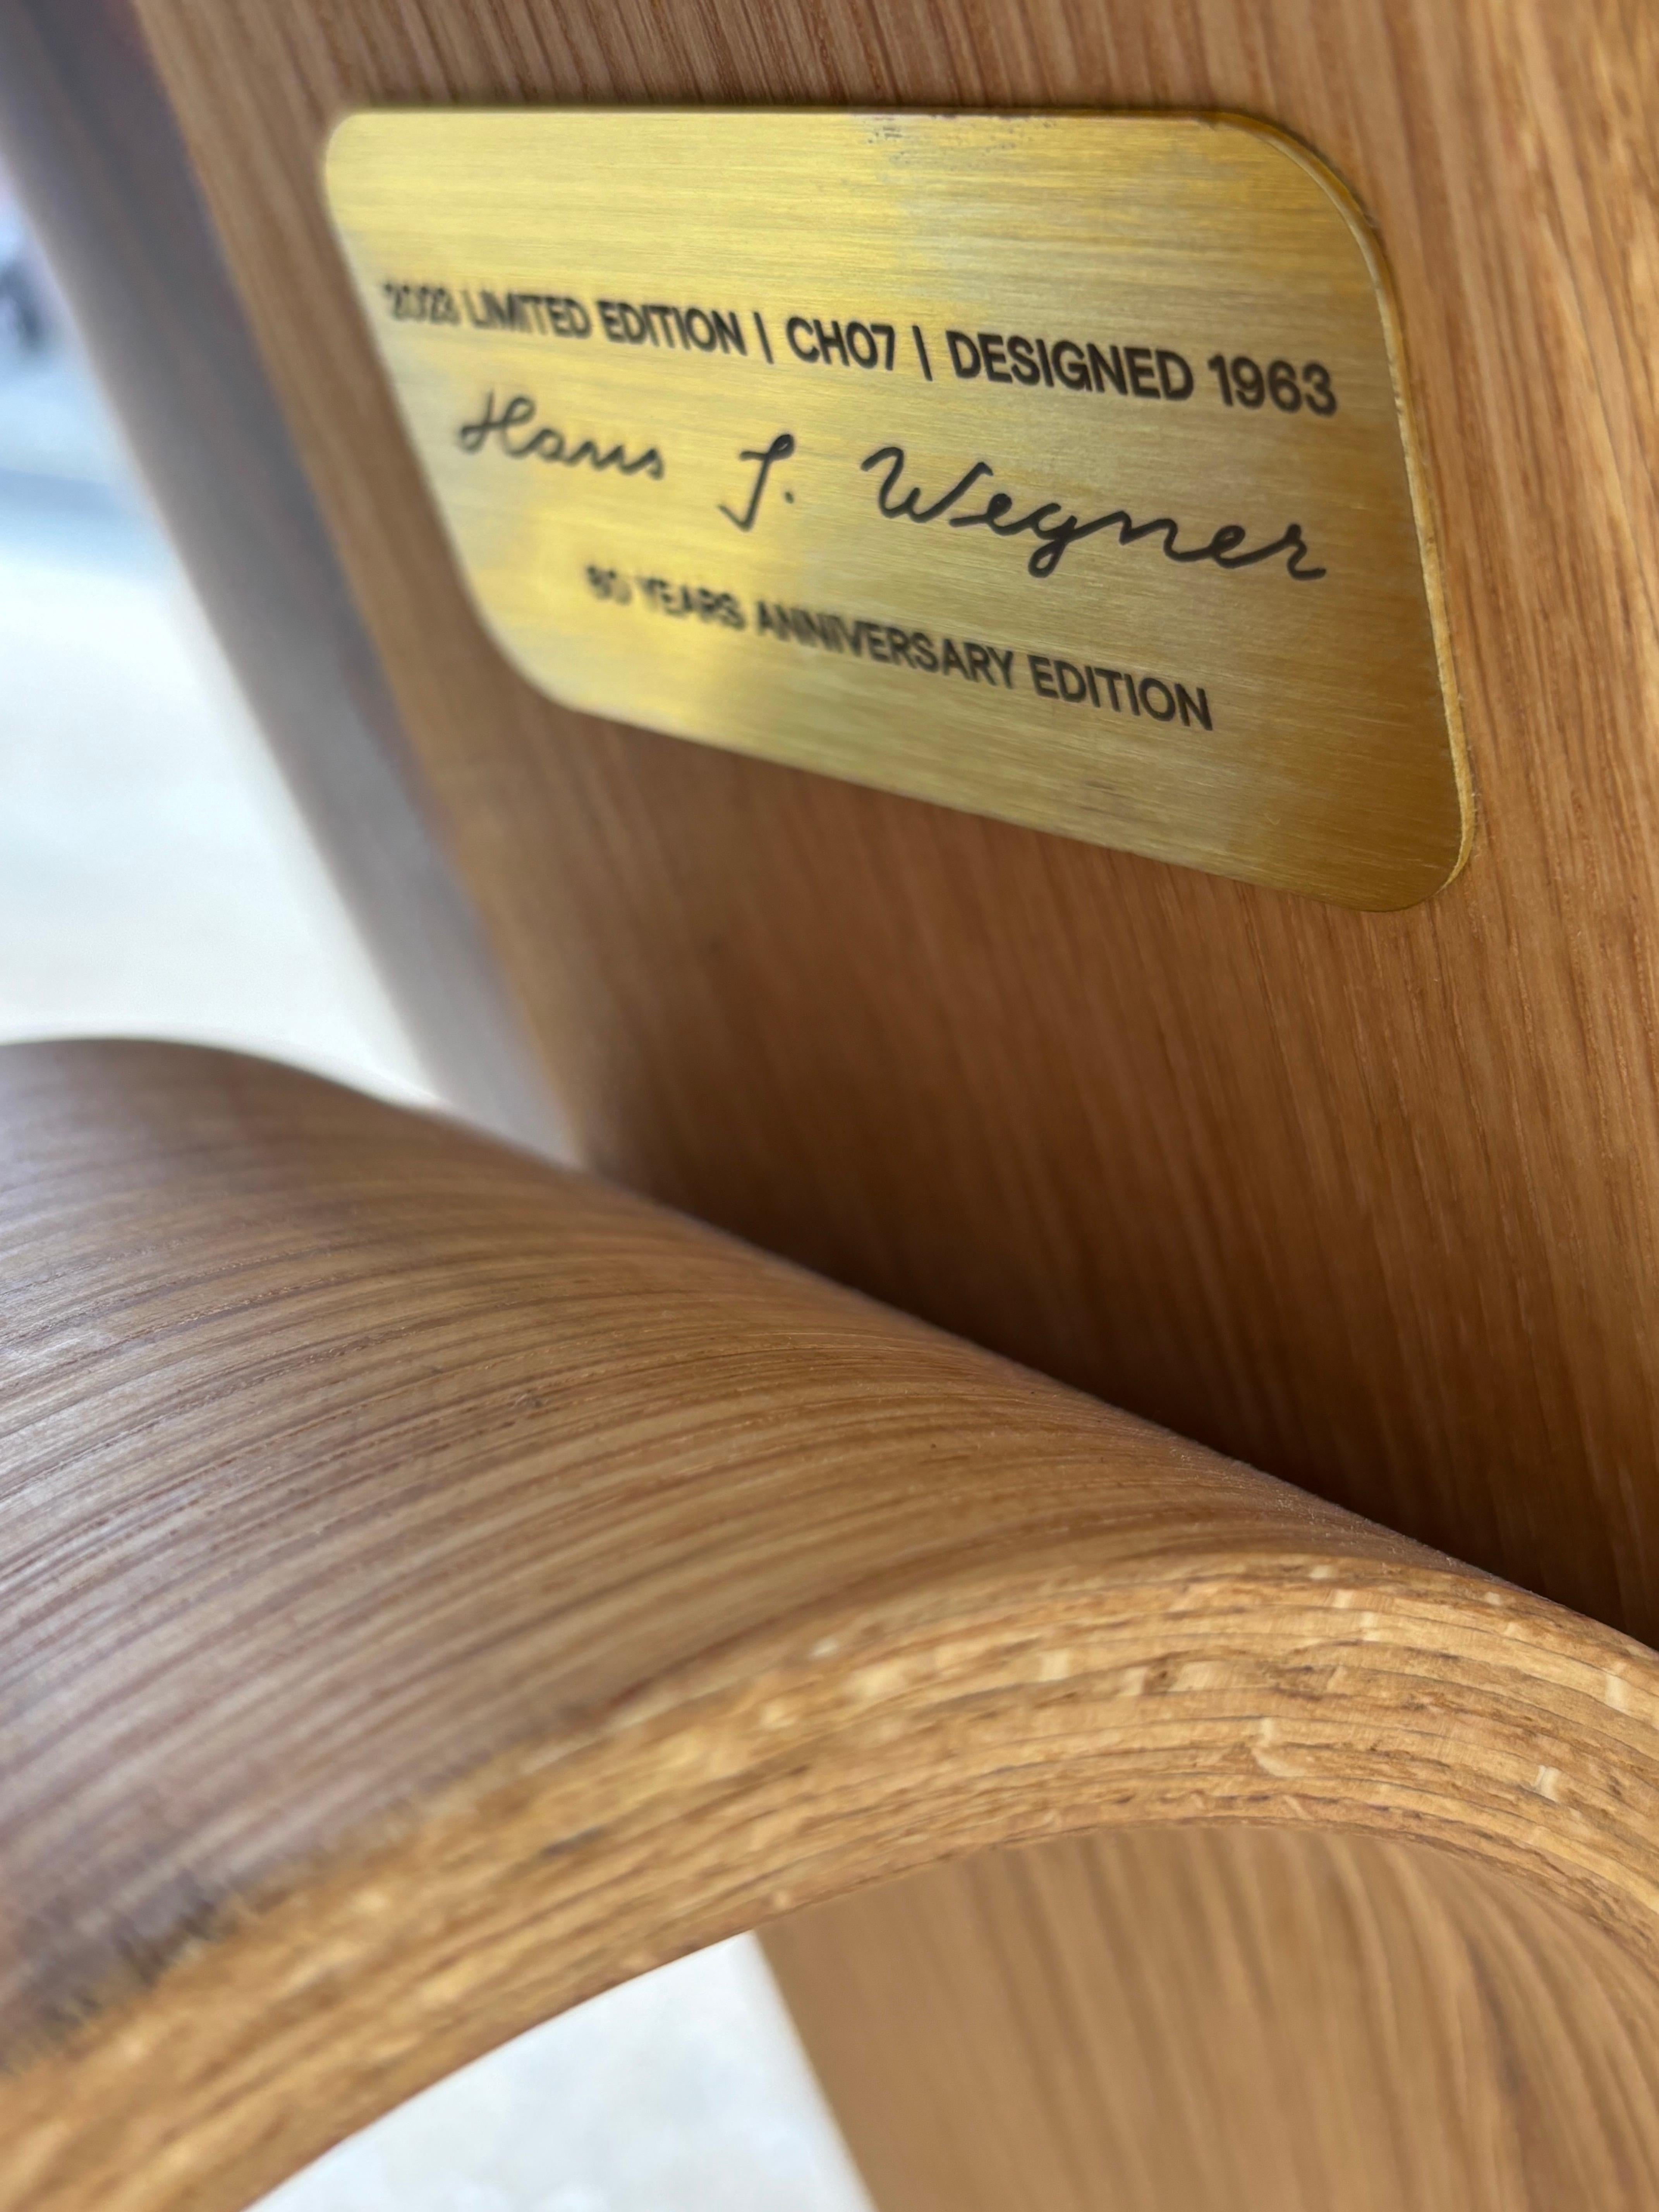 2023 LIMITED EDITION | CH07 | DESIGNED 1963
Hans J. Wegner
60 YEARS ANNIVERSARY EDITION